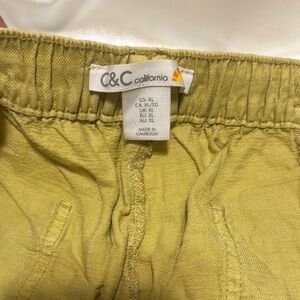 C&C california
US: XL
CA: XL/TG
UK: XL
EU: XL
AU: XL
MADE IN
CAMBODIA